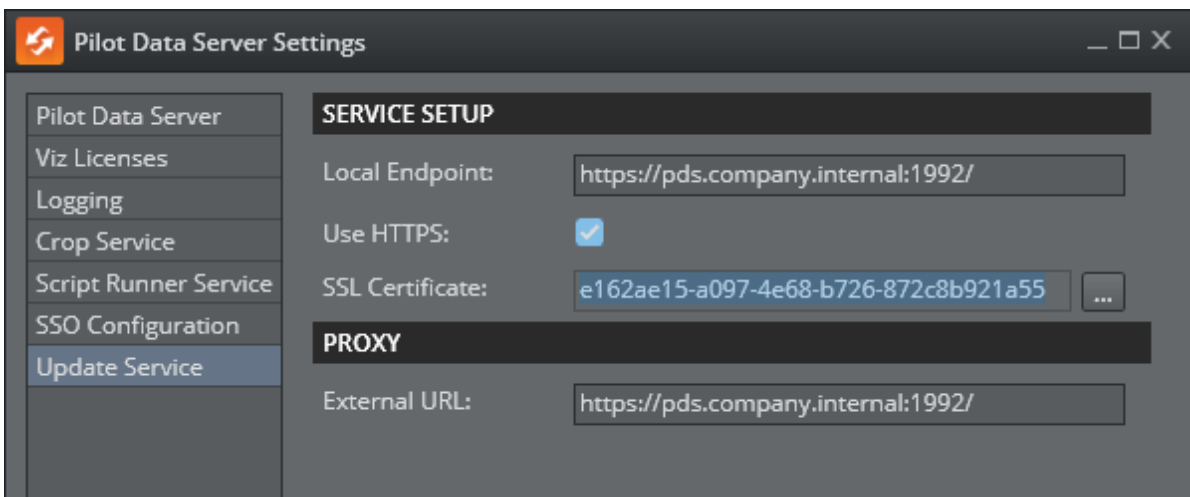 Pilot Data Server Settings
Pilot Data Server
Viz Licenses
Logging
Crop Service
Script Runner Service
SSO Configuration
Update Service
SERVICE SETUP
Local Endpoint: https://pds.company.internal:1992/
Use HTTPS:
SSL Certificate: e162ae15-a097-4e68-b726-872c8b921a55 ...
PROXY
External URL: https://pds.company.internal:1992/